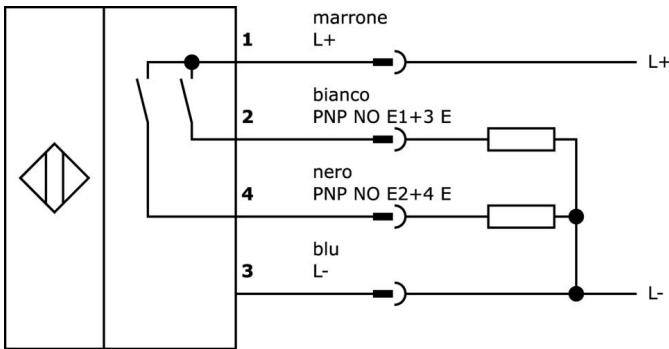 marrone
1 L+
L+
bianco
2 PNP NO E1+3 E
nero
4 PNP NO E2+4 E
blu
3 L-
L-